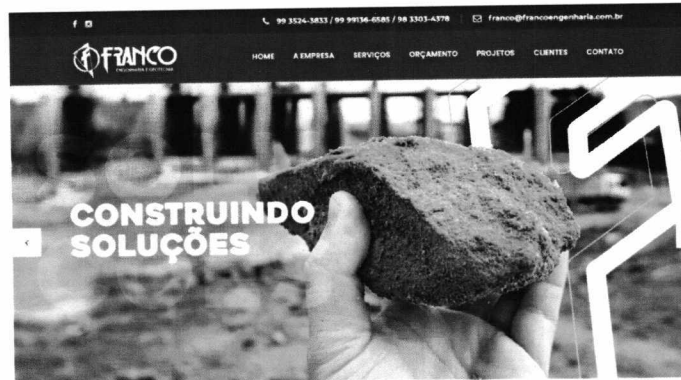 99 3524-3833 / 99 99136-6585 / 98 3303-4378 franco@francoengenharia.com.br
FRANCO
HOME A EMPRESA SERVIÇOS ORÇAMENTO PROJETOS CLIENTES CONTATO
CONSTRUINDO
SOLUÇÕES